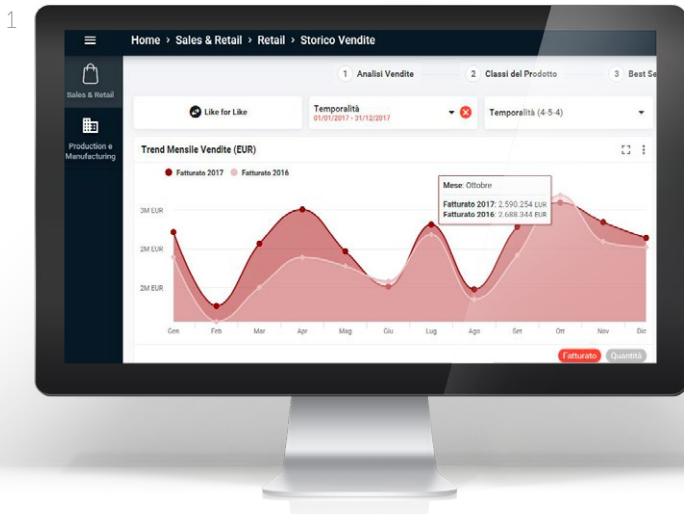 1
Home › Sales & Retail › Retail › Storico Vendite
Sales & Retail
Production e
Manufacturing
1 Analisi Vendite
2 Classi del Prodotto
3 Best Se
Like for Like
Temporalità
01/01/2017 - 31/12/2017
Temporalità (4-5-4)
Trend Mensile Vendite (EUR)
Fatturato 2017 Fatturato 2016
Mese: Ottobre
Fatturato 2017: 2.590.254 EUR
Fatturato 2016: 2.688.344 EUR
3M EUR
2M EUR
2M EUR
Gen Feb Mar Apr Mag Giu Lug Ago Set Ott Nov Dic
Fatturato Quantità